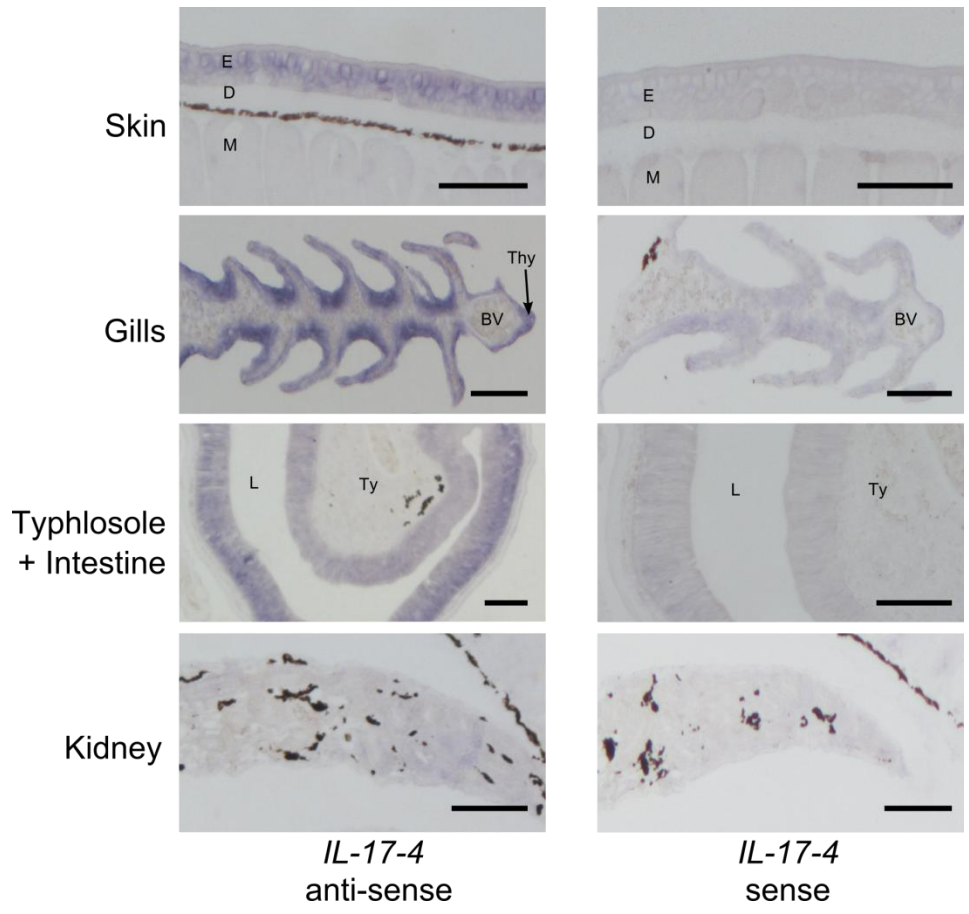 E
D
M
Skin
E
D
M
Thy
BV
Gills
BV
L
Ty
Typhlosole
+ Intestine
L
Ty
Kidney
IL-17-4
anti-sense
IL-17-4
sense